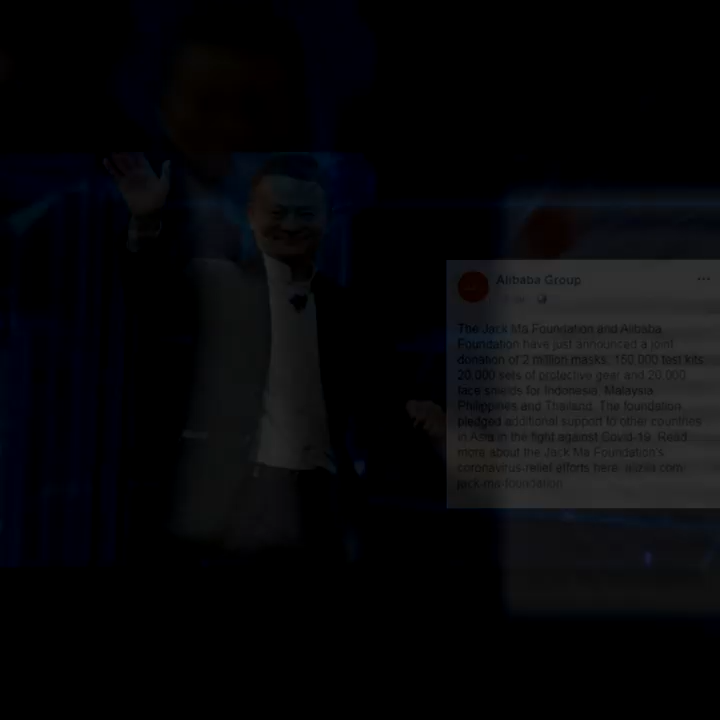 Alibaba Group
The Jack Ma Foundation and Alibaba
Foundation have just announced a joint
donation of 2 million masks, 150,000 test kits,
20,000 sets of protective gear and 20,000
face shields for Indonesia, Malaysia,
Philippines and Thailand. The foundation
pledged additional support to other countries
in Asia in the fight against Covid-19. Read
more about the Jack Ma Foundation's
coronavirus-relief efforts here:
jack-ma-foundation